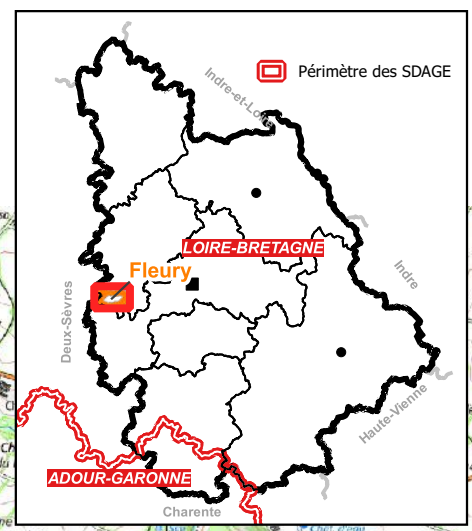 Périmètre des SDAGE
Indre-et-Loire
LOIRE-BRETAGNE
Fleury
Indre
Deux-Sèvres
Haute-Vienne
ADOUR-GARONNE
Charente